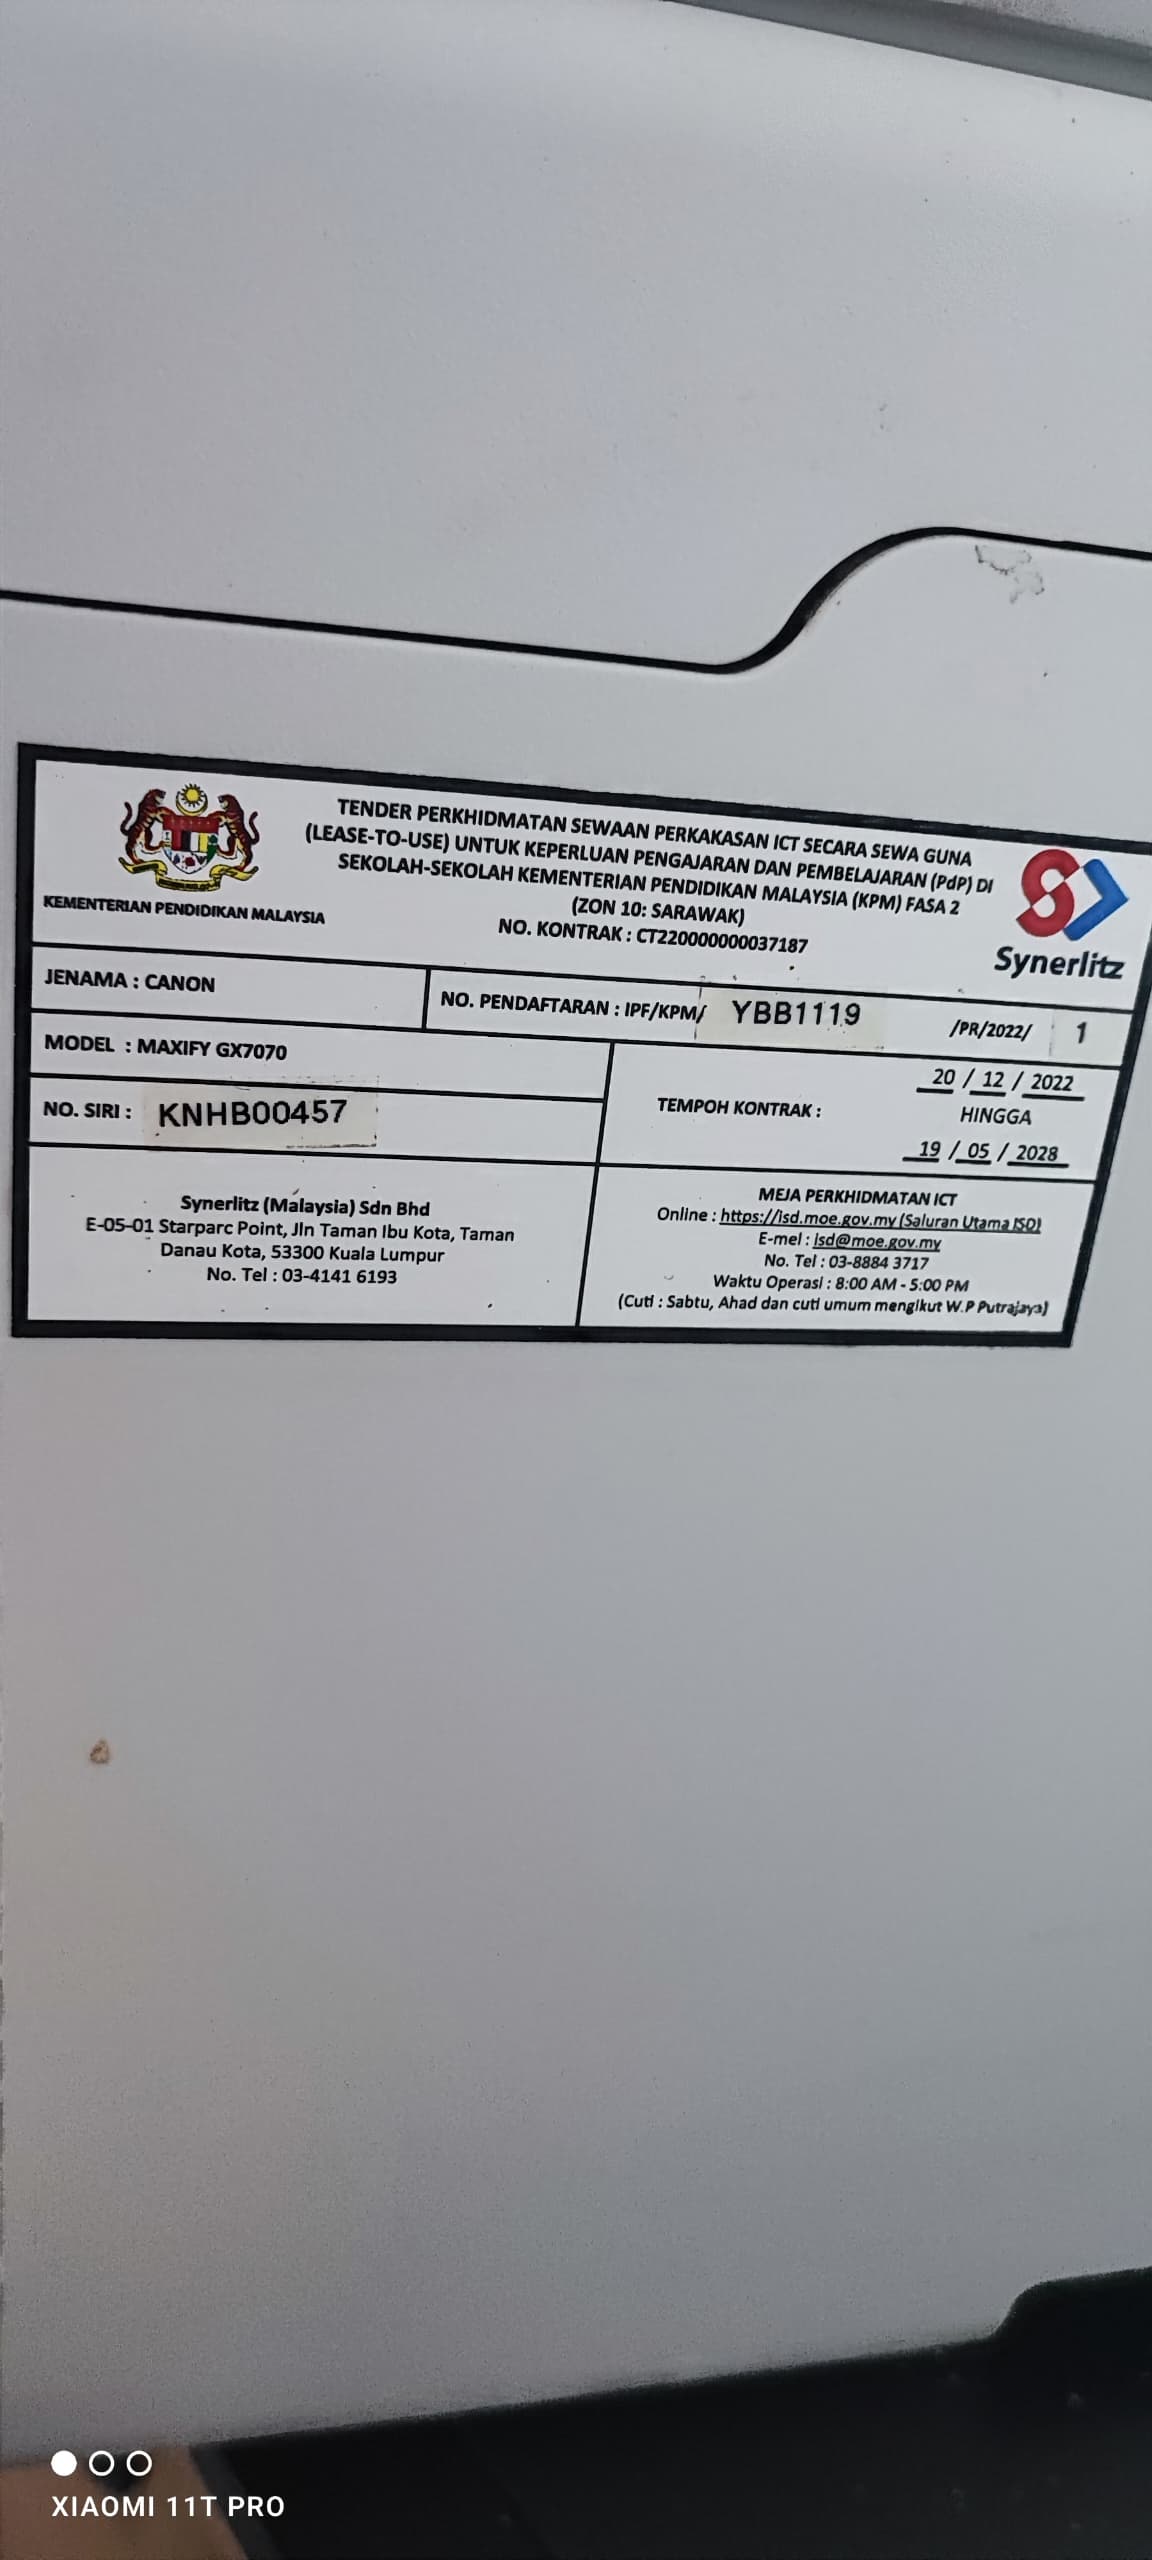 TENDER PERKHIDMATAN SEWAAN PERKAKASAN ICT SECARA SEWA GUNA
(LEASE-TO-USE) UNTUK KEPERLUAN PENGAJARAN DAN PEMBELAJARAN (PdP) DI
SEKOLAH-SEKOLAH KEMENTERIAN PENDIDIKAN MALAYSIA (KPM) FASA 2
(ZON 10: SARAWAK)
NO. KONTRAK : CT220000000037187
KEMENTERIAN PENDIDIKAN MALAYSIA
Synerlitz
JENAMA : CANON
NO. PENDAFTARAN : IPF/KPM/ YBB1119 /PR/2022/ 1
MODEL : MAXIFY GX7070
NO. SIRI : KNHB00457
TEMPOH KONTRAK :
20 / 12 / 2022
HINGGA
19 / 05 / 2028
Synerlitz (Malaysia) Sdn Bhd
E-05-01 Starparc Point, Jln Taman Ibu Kota, Taman
Danau Kota, 53300 Kuala Lumpur
No. Tel : 03-4141 6193
MEJA PERKHIDMATAN ICT
Online : https://isd.moe.gov.my (Saluran Utama ISD)
E-mel : isd@moe.gov.my
No. Tel : 03-8884 3717
Waktu Operasi : 8:00 AM - 5:00 PM
(Cuti : Sabtu, Ahad dan cuti umum mengikut W.P Putrajaya)
XIAOMI 11T PRO